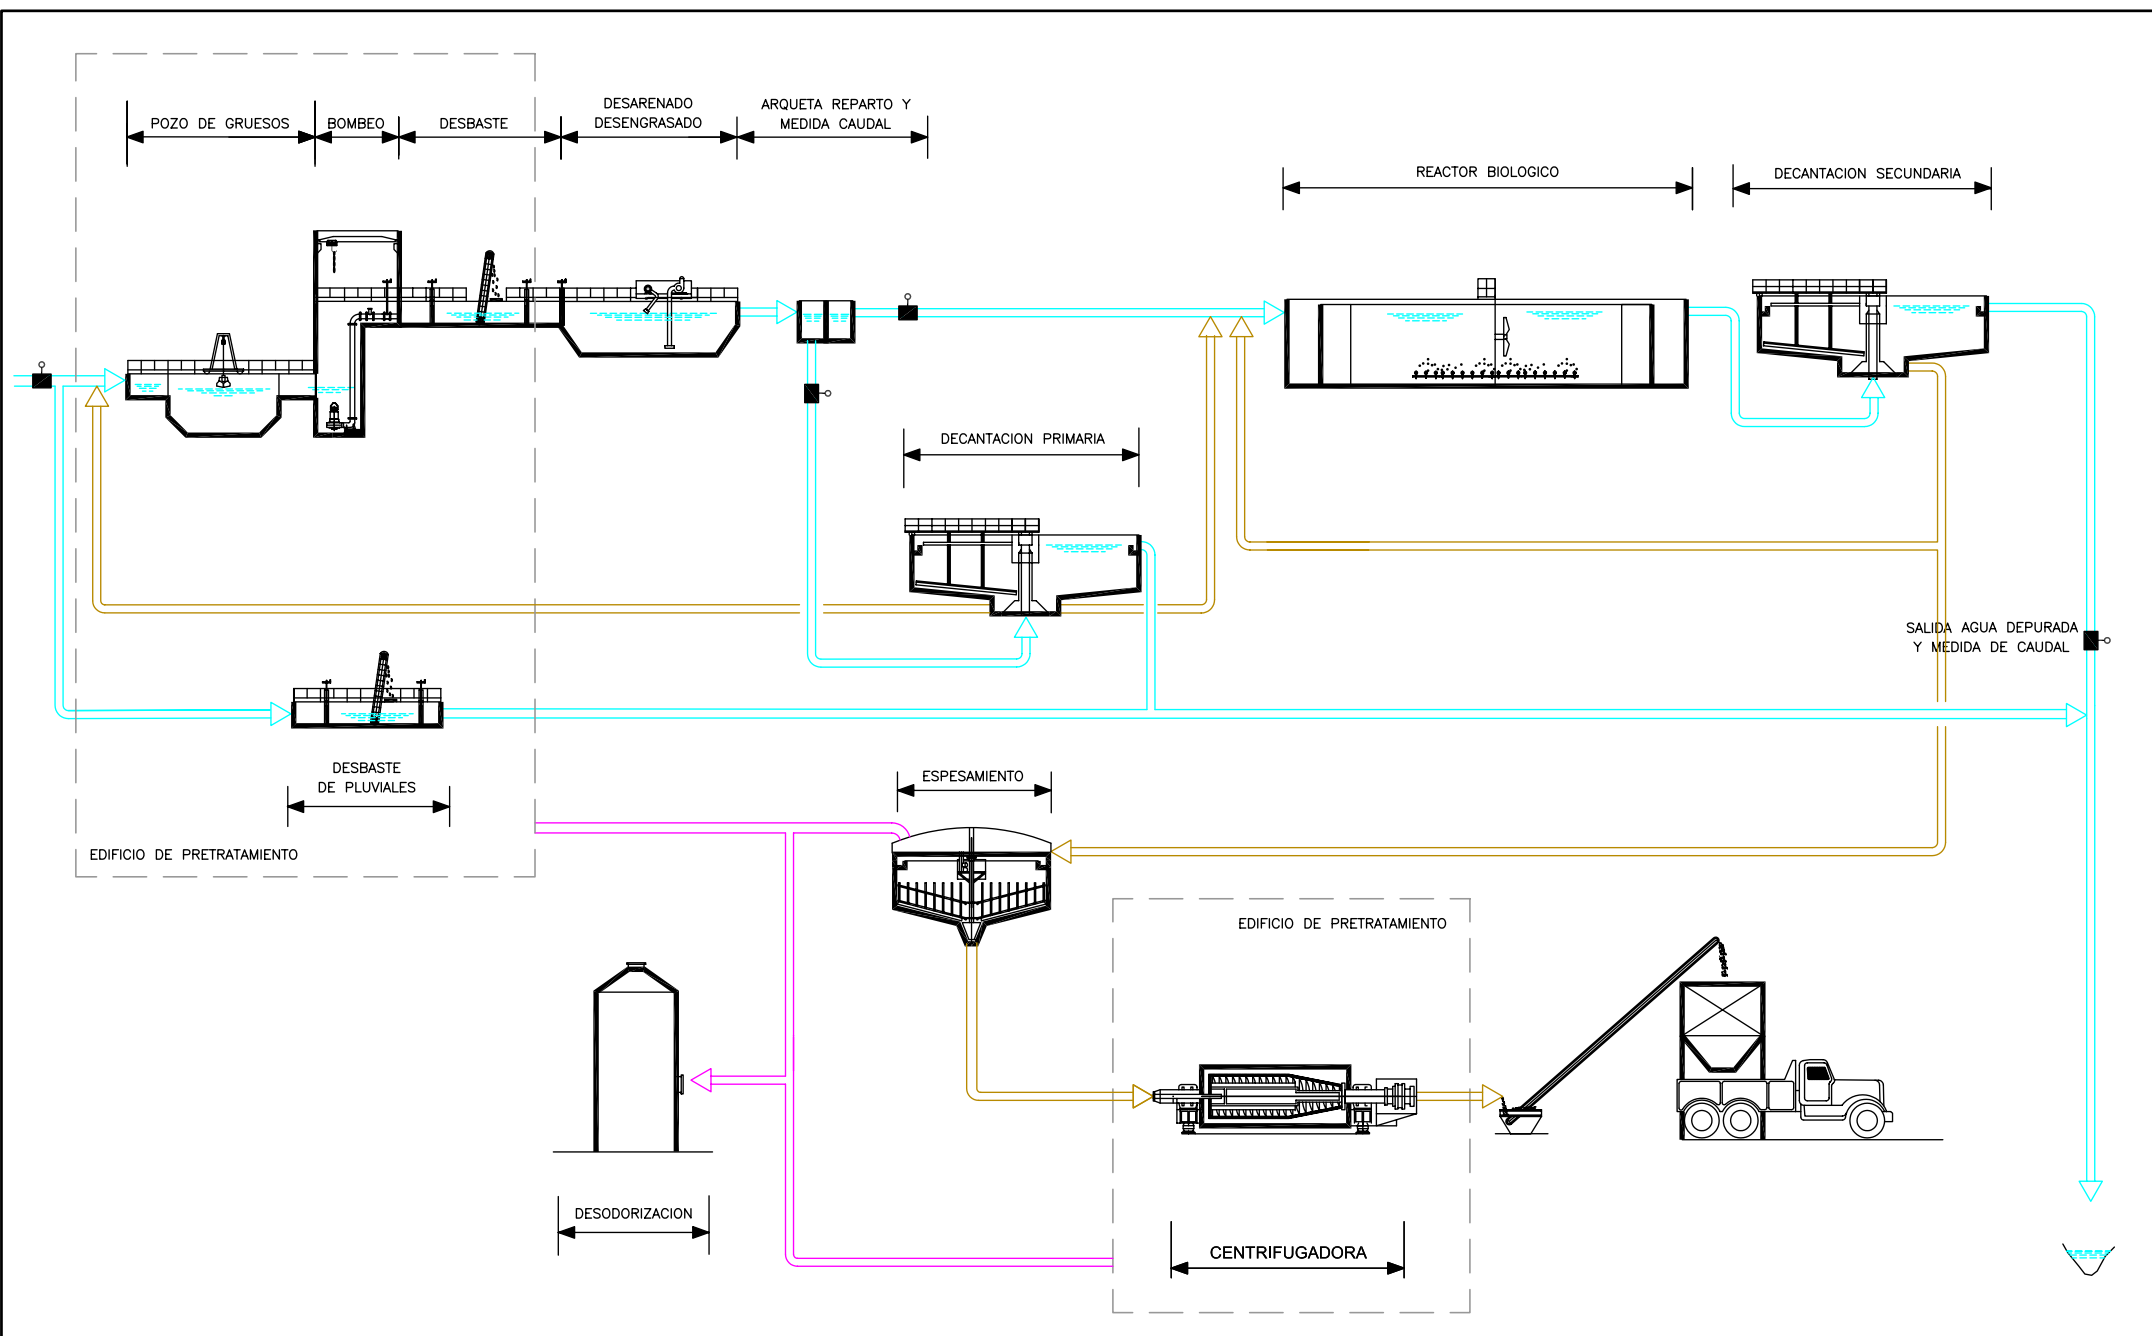 POZO DE GRUESOS
BOMBEO
DESBASTE
DESARENADO
DESENGRASADO
ARQUETA REPARTO Y
MEDIDA CAUDAL
REACTOR BIOLOGICO
DECANTACION SECUNDARIA
DECANTACION PRIMARIA
SALIDA AGUA DEPURADA
Y MEDIDA DE CAUDAL
DESBASTE
DE PLUVIALES
EDIFICIO DE PRETRATAMIENTO
ESPESAMIENTO
EDIFICIO DE PRETRATAMIENTO
DESODORIZACION
CENTRIFUGADORA